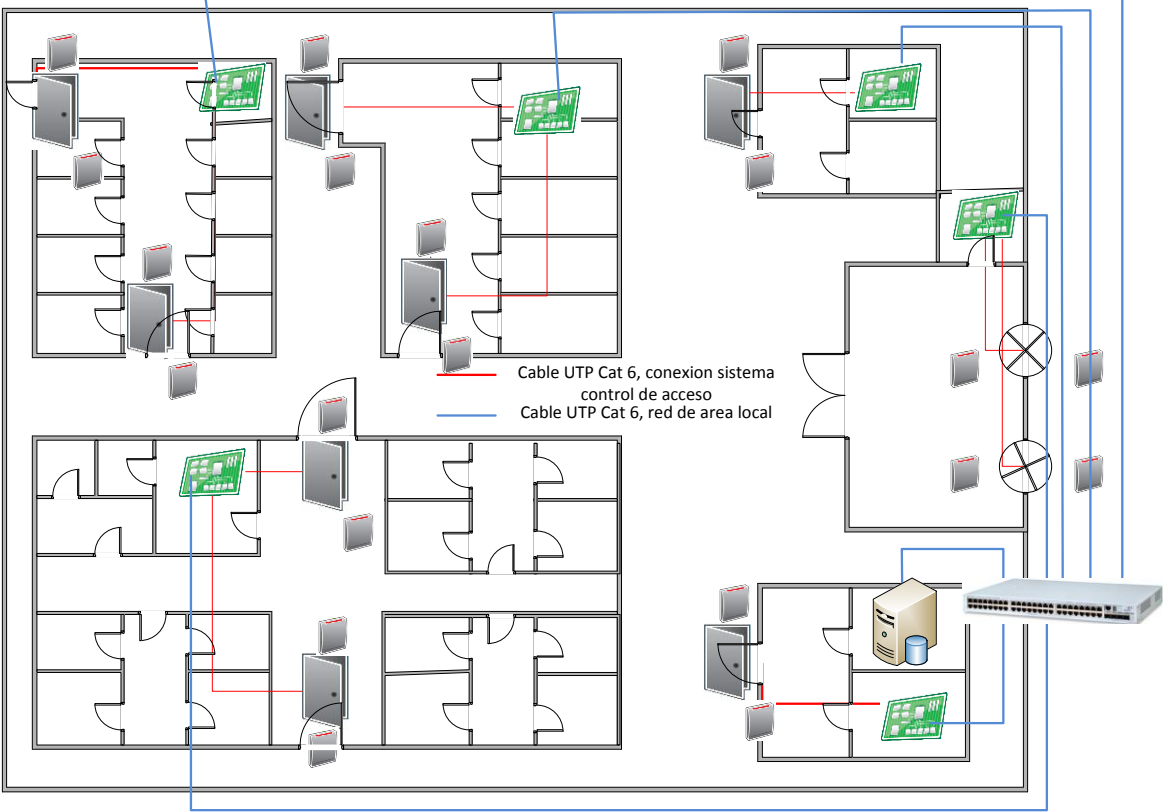 Cable UTP Cat 6, conexion sistema
control de acceso
Cable UTP Cat 6, red de area local